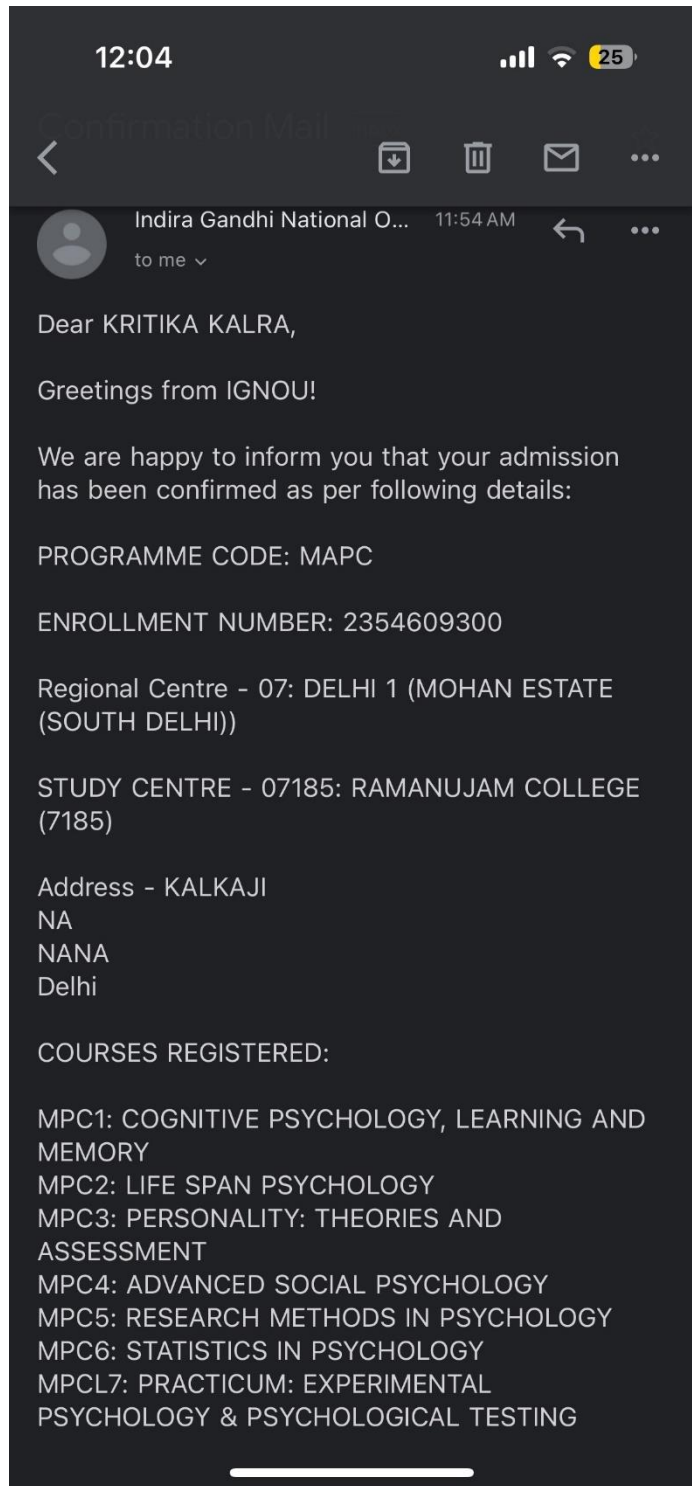 12:04
25
Confirmation Mail
Indira Gandhi National O... 11:54 AM
to me
Dear KRITIKA KALRA,
Greetings from IGNOU!
We are happy to inform you that your admission
has been confirmed as per following details:
PROGRAMME CODE: MAPC
ENROLLMENT NUMBER: 2354609300
Regional Centre - 07: DELHI 1 (MOHAN ESTATE
(SOUTH DELHI))
STUDY CENTRE - 07185: RAMANUJAM COLLEGE
(7185)
Address - KALKAJI
NA
NANA
Delhi
COURSES REGISTERED:
MPC1: COGNITIVE PSYCHOLOGY, LEARNING AND
MEMORY
MPC2: LIFE SPAN PSYCHOLOGY
MPC3: PERSONALITY: THEORIES AND
ASSESSMENT
MPC4: ADVANCED SOCIAL PSYCHOLOGY
MPC5: RESEARCH METHODS IN PSYCHOLOGY
MPC6: STATISTICS IN PSYCHOLOGY
MPCL7: PRACTICUM: EXPERIMENTAL
PSYCHOLOGY & PSYCHOLOGICAL TESTING